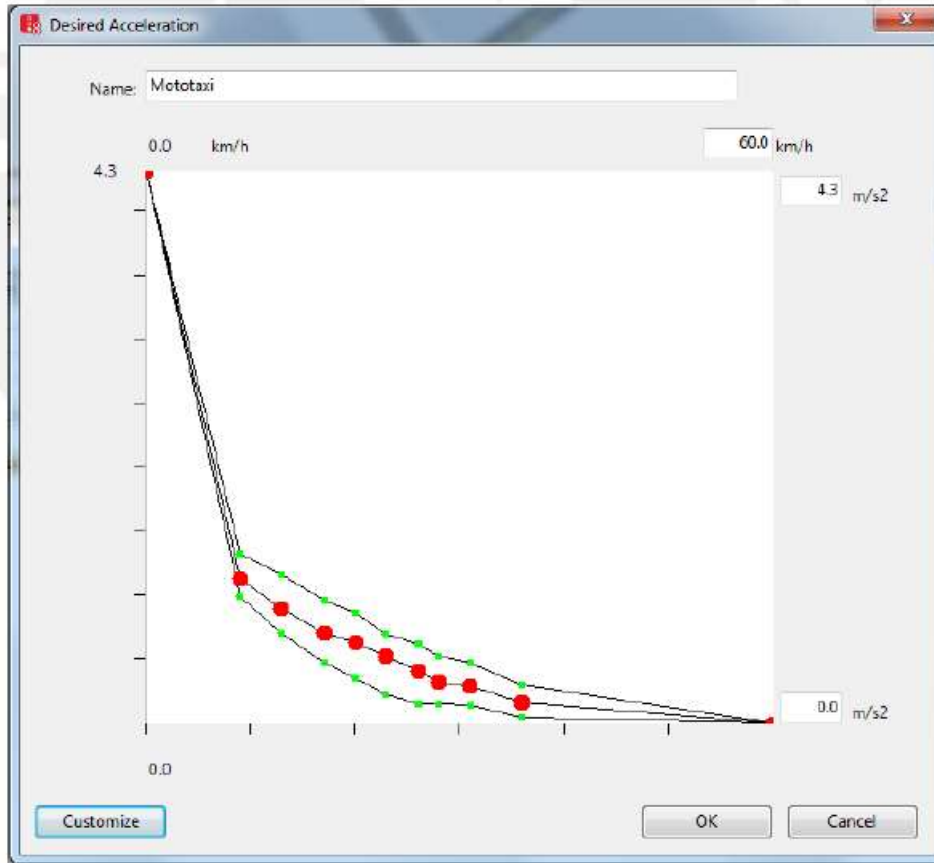 Desired Acceleration
Name: Mototaxi
0.0 km/h 60.0 km/h
4.3 4.3 m/s2
0.0 m/s2
0.0
Customize OK Cancel